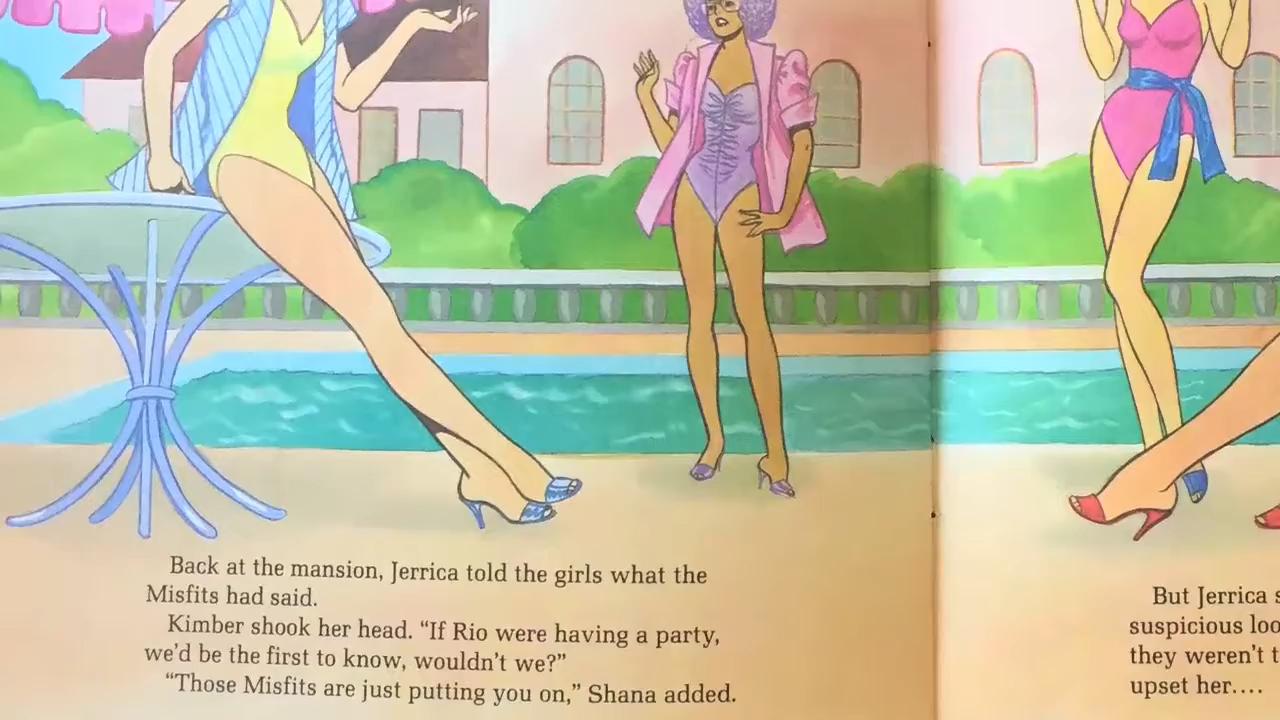 Back at the mansion, Jerrica told the girls what the
Misfits had said.
Kimber shook her head. “If Rio were having a party,
we’d be the first to know, wouldn’t we?”
“Those Misfits are just putting you on,” Shana added.
But Jerrica
suspicious
they weren’t
upset her....